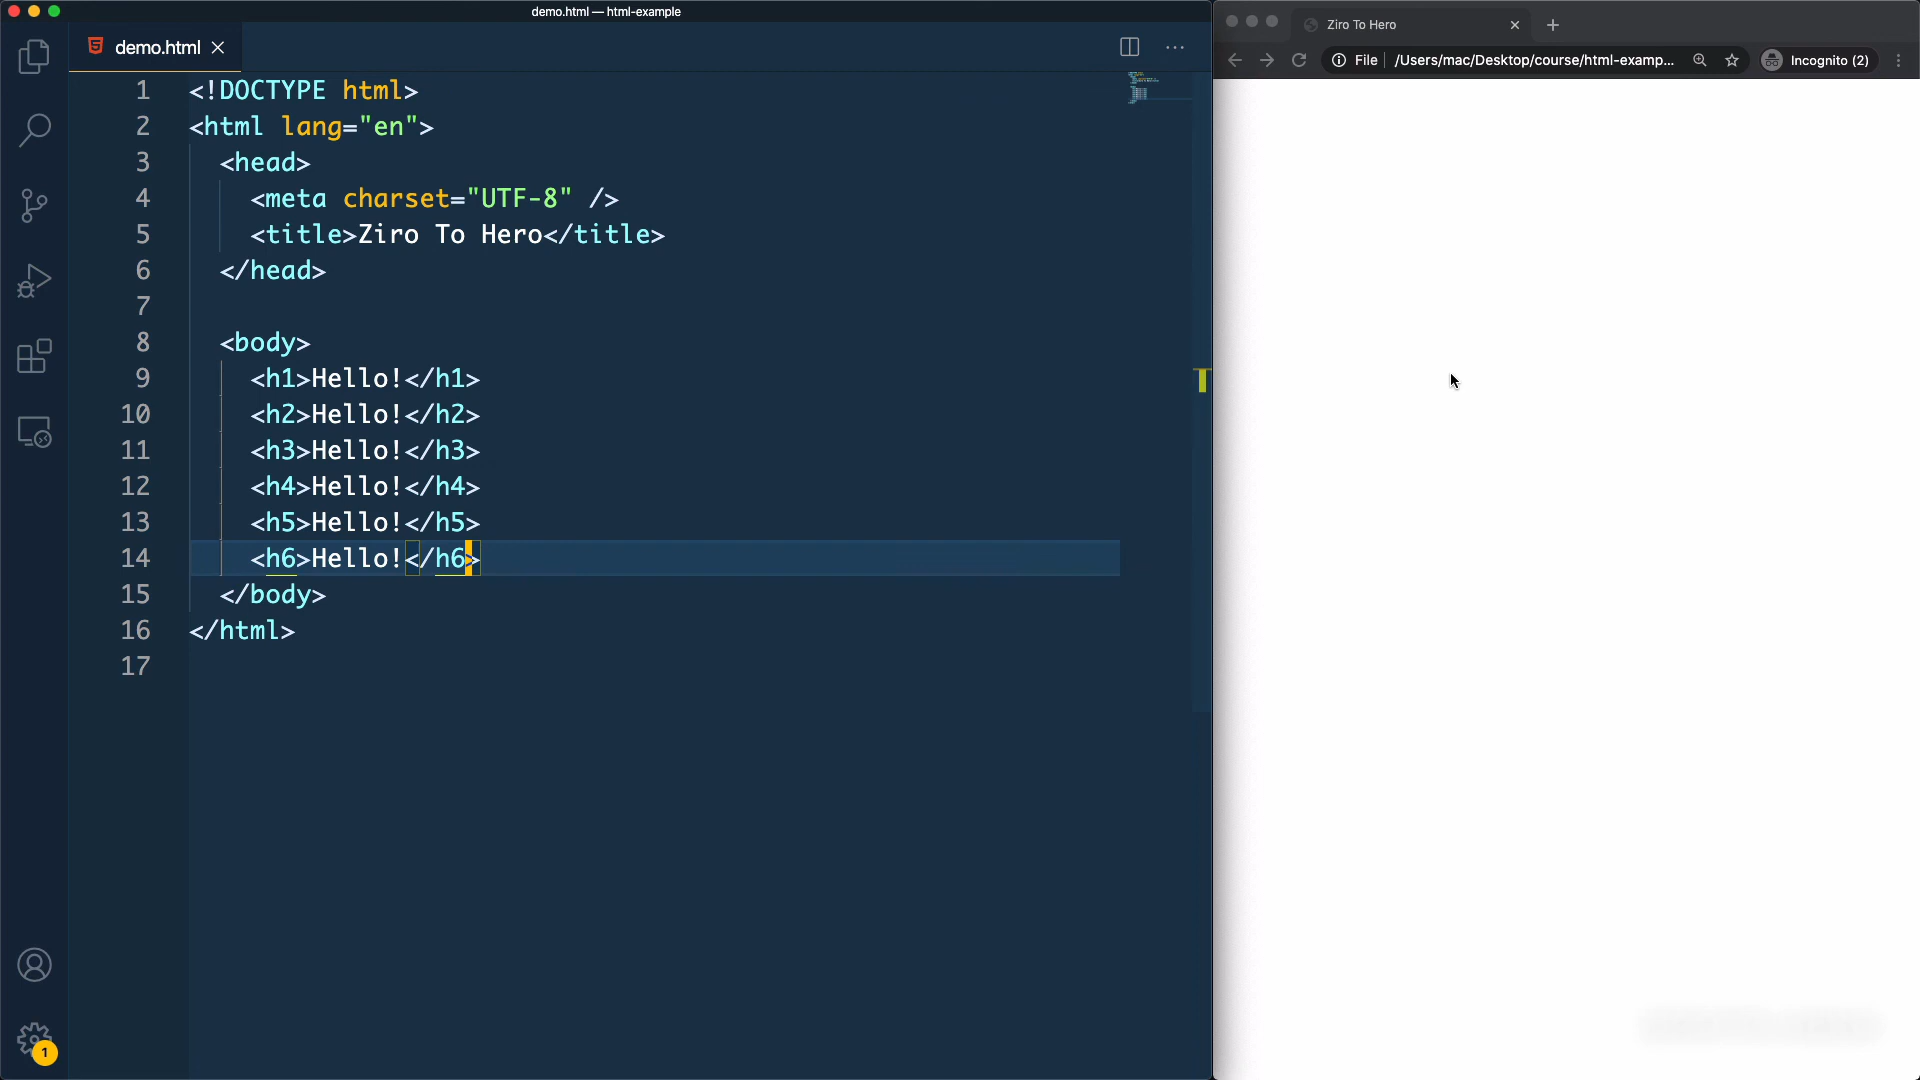 demo.html — html-example
demo.html
1 <!DOCTYPE html>
2 <html lang="en">
3 <head>
4 <meta charset="UTF-8" />
5 <title>Ziro To Hero</title>
6 </head>
7
8 <body>
9 <h1>Hello!</h1>
10 <h2>Hello!</h2>
11 <h3>Hello!</h3>
12 <h4>Hello!</h4>
13 <h5>Hello!</h5>
14 <h6>Hello!</h6>
15 </body>
16 </html>
17
1
Ziro To Hero
File /Users/mac/Desktop/course/html-examp... Incognito (2)